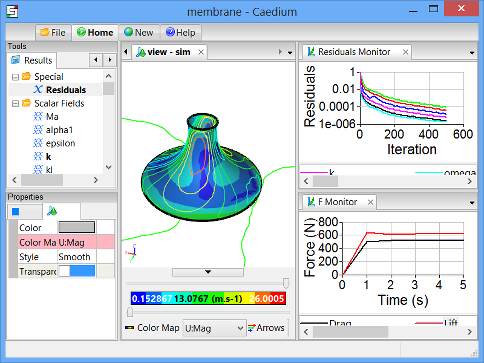 membrane - Caedium
File Home New Help
Tools
Results
Special
Residuals
Scalar Fields
Ma
alpha1
epsilon
k
kl
Properties
Color
Color Ma U:Mag
Style Smooth
Transpare
view - sim
0.152867 13.0767 (m.s-1) 26.0005
Color Map U:Mag Arrows
Residuals Monitor
Residuals
1
0.01
0.0001
1e-006
0 200 400 600
Iteration
k omega
F Monitor
Force (N)
800
600
400
200
0
0 1 2 3 4 5
Time (s)
Drag Lift